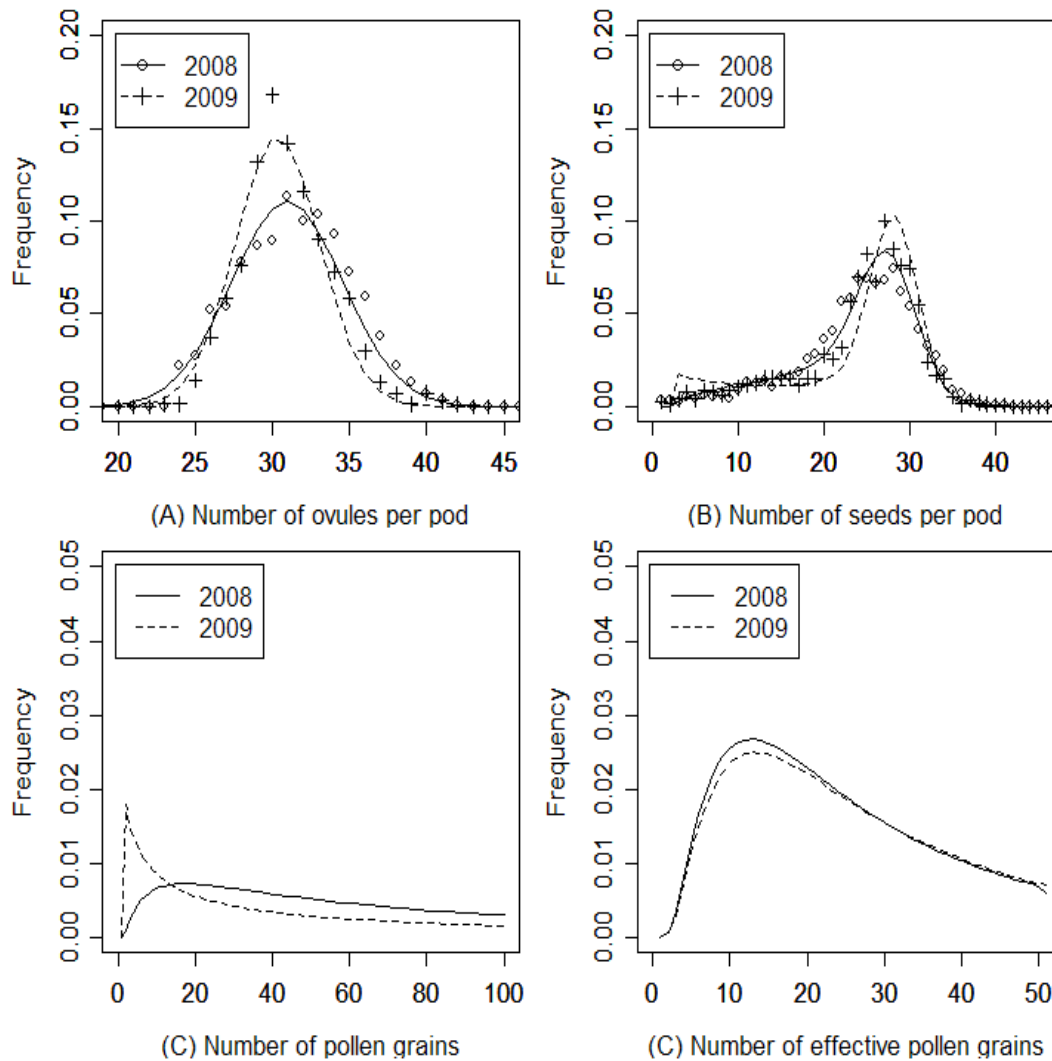 0.20
0.15
0.10
0.05
0.00
Frequency
2008
2009
20 25 30 35 40 45
(A) Number of ovules per pod
0.20
0.15
0.10
0.05
0.00
Frequency
2008
2009
0 10 20 30 40
(B) Number of seeds per pod
0.05
0.04
0.03
0.02
0.01
0.00
Frequency
2008
2009
0 20 40 60 80 100
(C) Number of pollen grains
0.05
0.04
0.03
0.02
0.01
0.00
Frequency
2008
2009
0 10 20 30 40 50
(C) Number of effective pollen grains